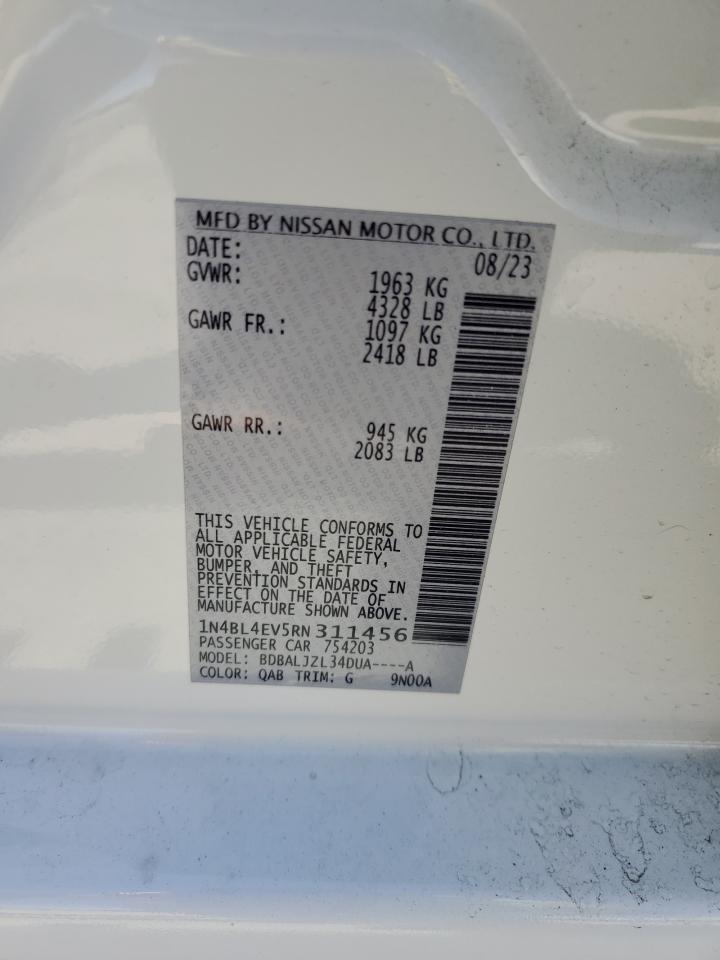 MFD BY NISSAN MOTOR CO., LTD.
DATE: 08/23
GVWR: 1963 KG
4328 LB
GAWR FR.: 1097 KG
2418 LB
GAWR RR.: 945 KG
2083 LB
THIS VEHICLE CONFORMS TO
ALL APPLICABLE FEDERAL
MOTOR VEHICLE SAFETY,
BUMPER, AND THEFT
PREVENTION STANDARDS IN
EFFECT ON THE DATE OF
MANUFACTURE SHOWN ABOVE.
1N4BL4EV5RN311456
PASSENGER CAR 754203
MODEL: BDBALJZL34DUA----A
COLOR: QAB TRIM: G 9N00A